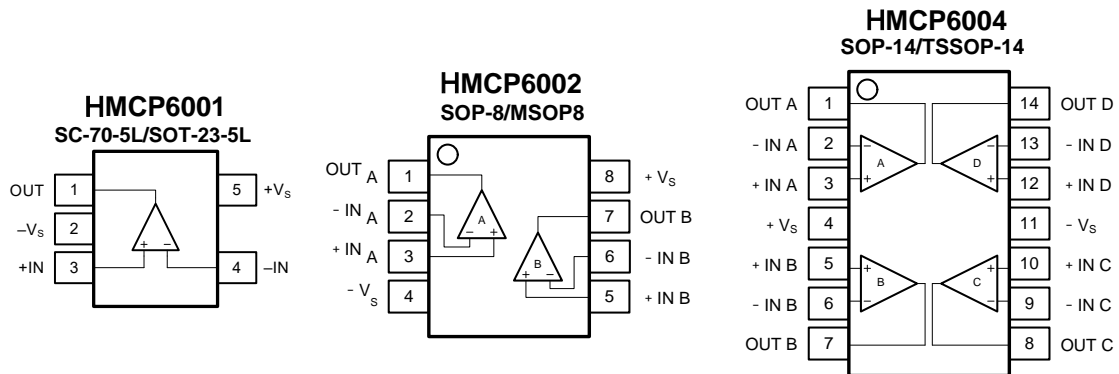 HMCP6001
SC-70-5L/SOT-23-5L
OUT 1
–VS 2
+IN 3
5 +VS
4 –IN
+ −
HMCP6002
SOP-8/MSOP8
OUT A 1
- IN A 2
+ IN A 3
- VS 4
8 + VS
7 OUT B
6 - IN B
5 + IN B
A
− +
B
+ −
HMCP6004
SOP-14/TSSOP-14
OUT A 1
- IN A 2
+ IN A 3
+ VS 4
+ IN B 5
- IN B 6
OUT B 7
14 OUT D
13 - IN D
12 + IN D
11 - VS
10 + IN C
9 - IN C
8 OUT C
− A − D
+ +
+ B + C
− −